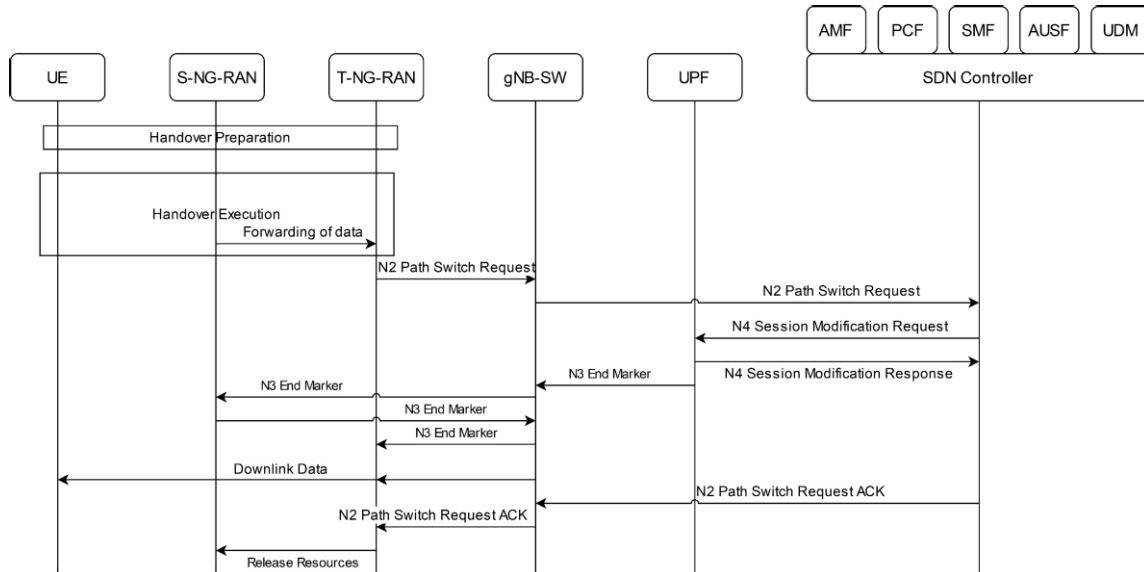 AMF
PCF
SMF
AUSF
UDM
UE
S-NG-RAN
T-NG-RAN
gNB-SW
UPF
SDN Controller
Handover Preparation
Handover Execution
Forwarding of data
N2 Path Switch Request
N2 Path Switch Request
N4 Session Modification Request
N4 Session Modification Response
N3 End Marker
N3 End Marker
N3 End Marker
N3 End Marker
Downlink Data
N2 Path Switch Request ACK
N2 Path Switch Request ACK
Release Resources